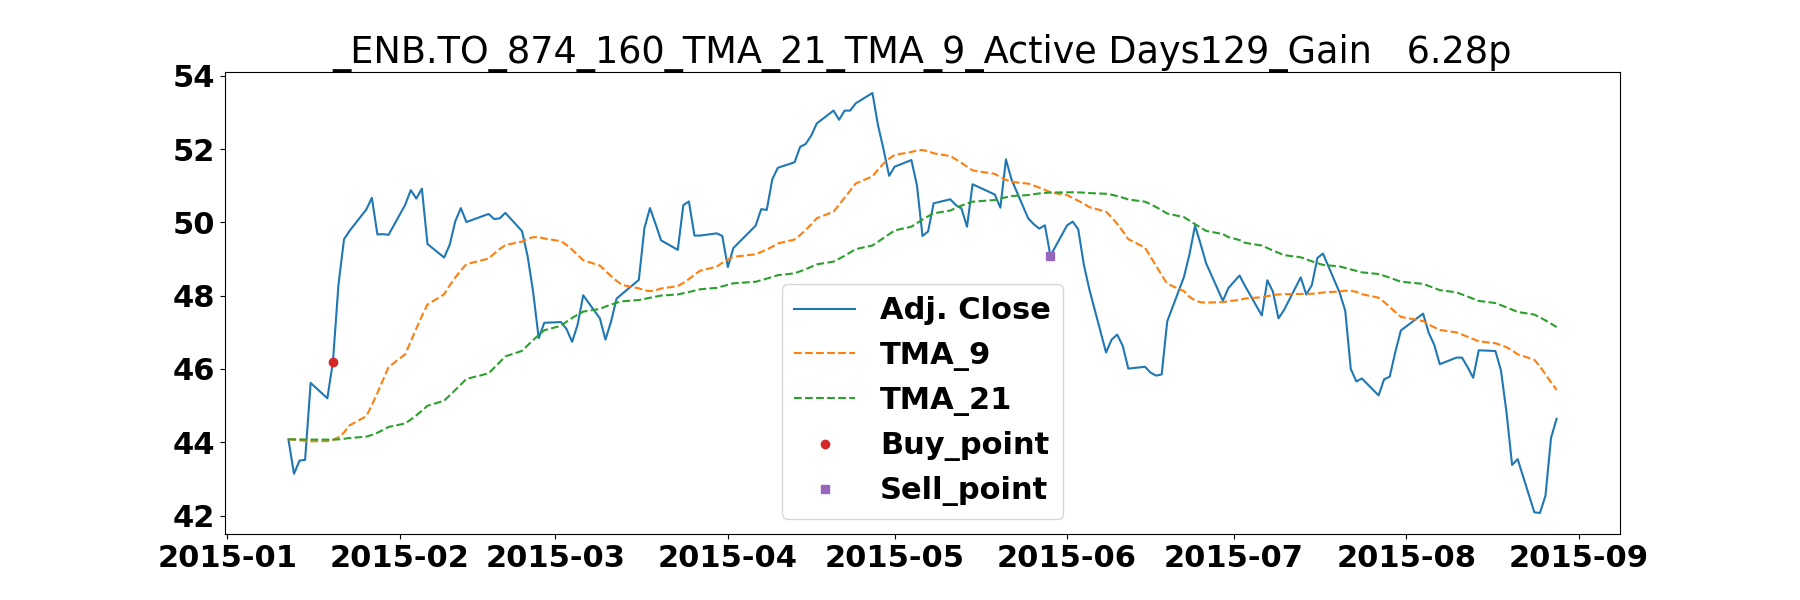 _ENB.TO_874_160_TMA_21_TMA_9_Active Days129_Gain   6.28p
54
52
50
48
46
44
42
Adj. Close
TMA_9
TMA_21
Buy_point
Sell_point
2015-01 2015-02 2015-03 2015-04 2015-05 2015-06 2015-07 2015-08 2015-09